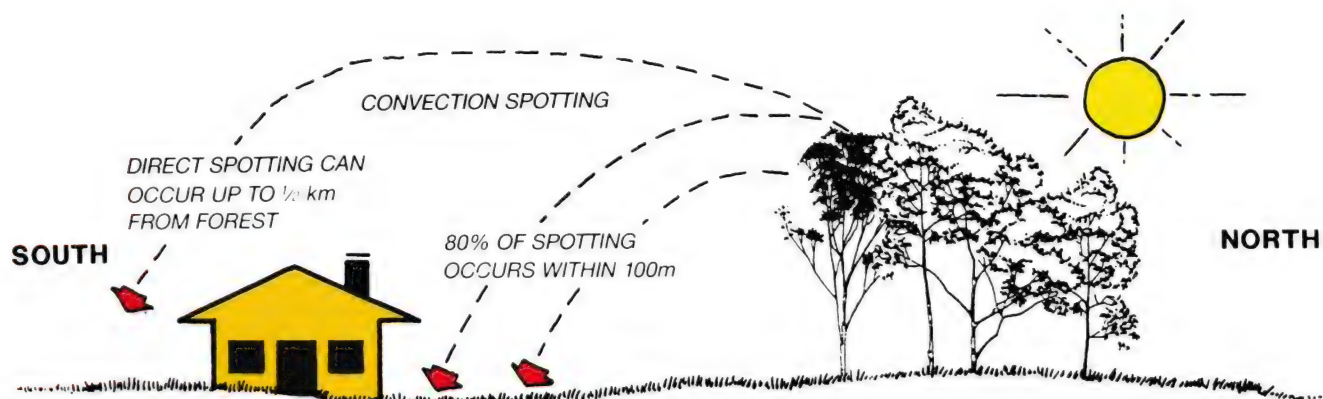 CONVECTION SPOTTING
DIRECT SPOTTING CAN
OCCUR UP TO ½ km
FROM FOREST
SOUTH
80% OF SPOTTING
OCCURS WITHIN 100m
NORTH